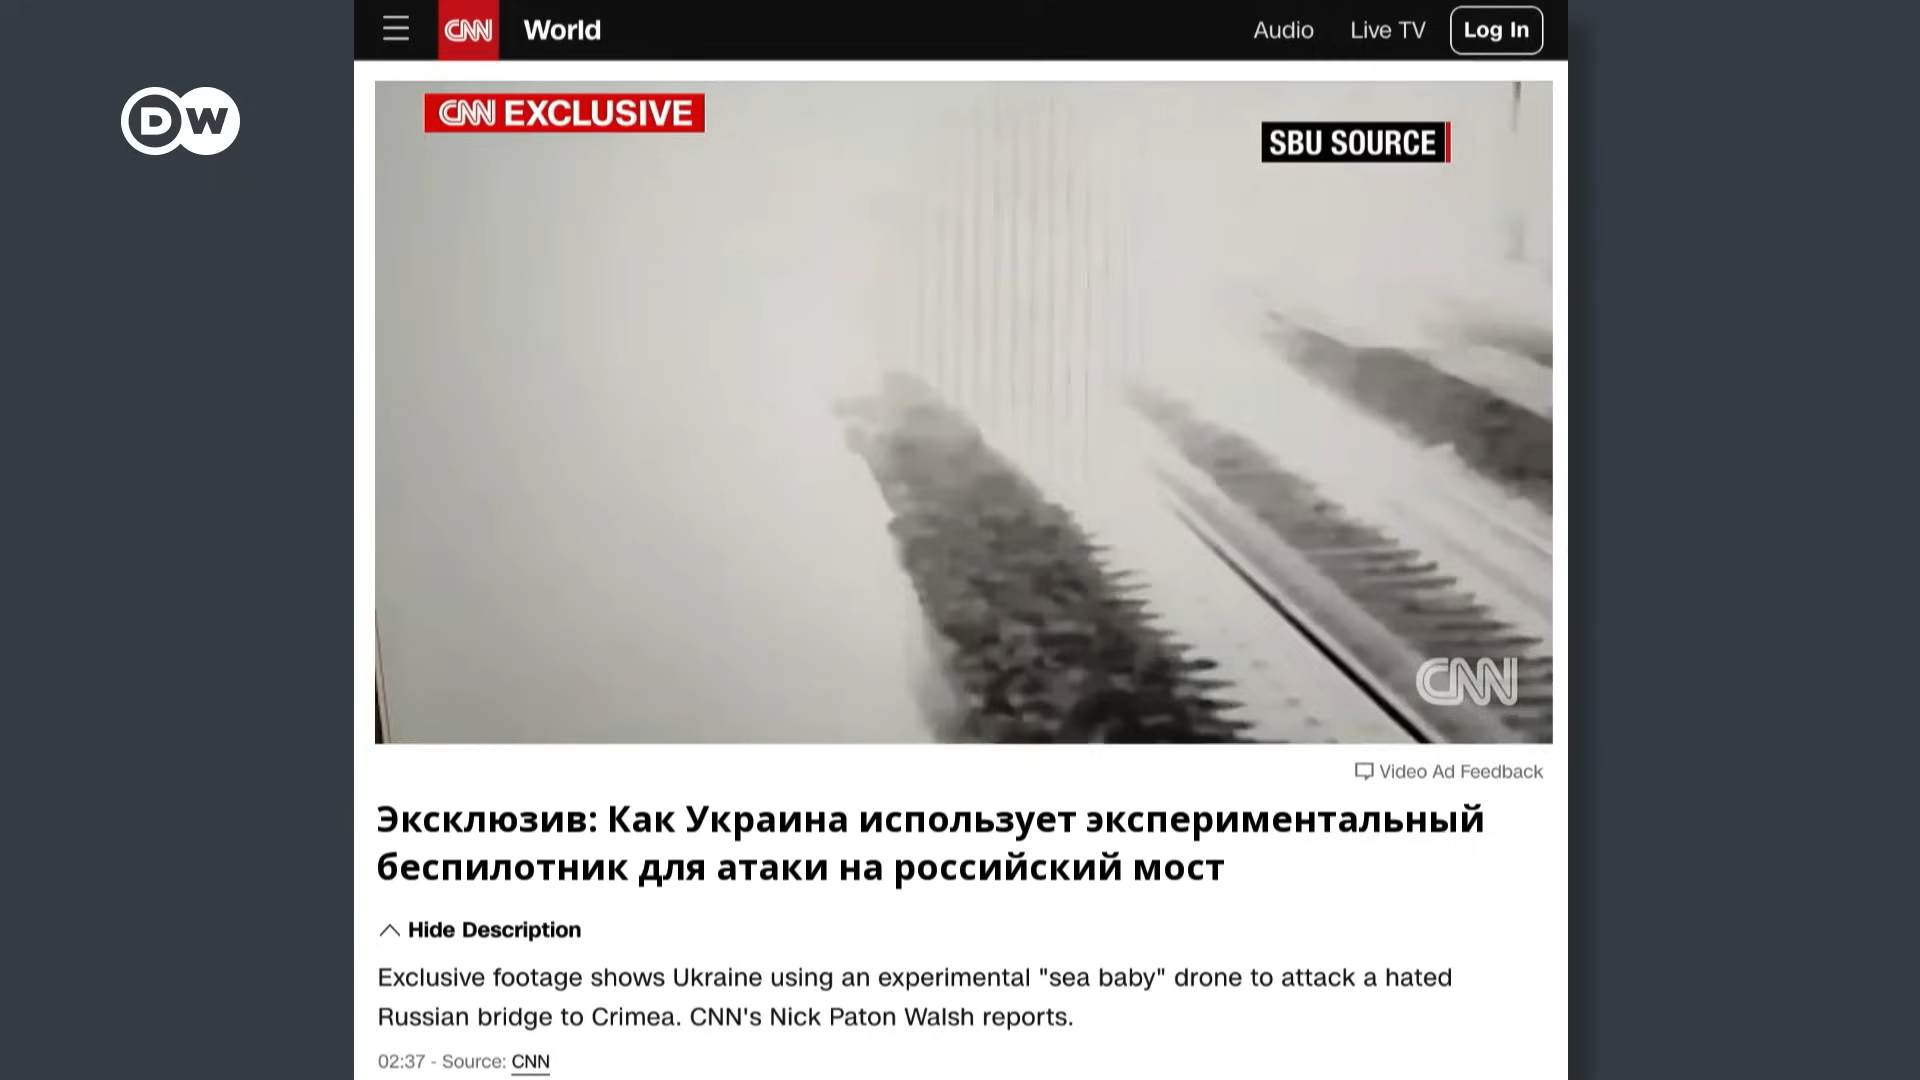 CNN World Audio Live TV Log In
DW
CNN EXCLUSIVE
SBU SOURCE
CNN
Video Ad Feedback
Эксклюзив: Как Украина использует экспериментальный
беспилотник для атаки на российский мост
Hide Description
Exclusive footage shows Ukraine using an experimental "sea baby" drone to attack a hated
Russian bridge to Crimea. CNN's Nick Paton Walsh reports.
02:37 - Source: CNN